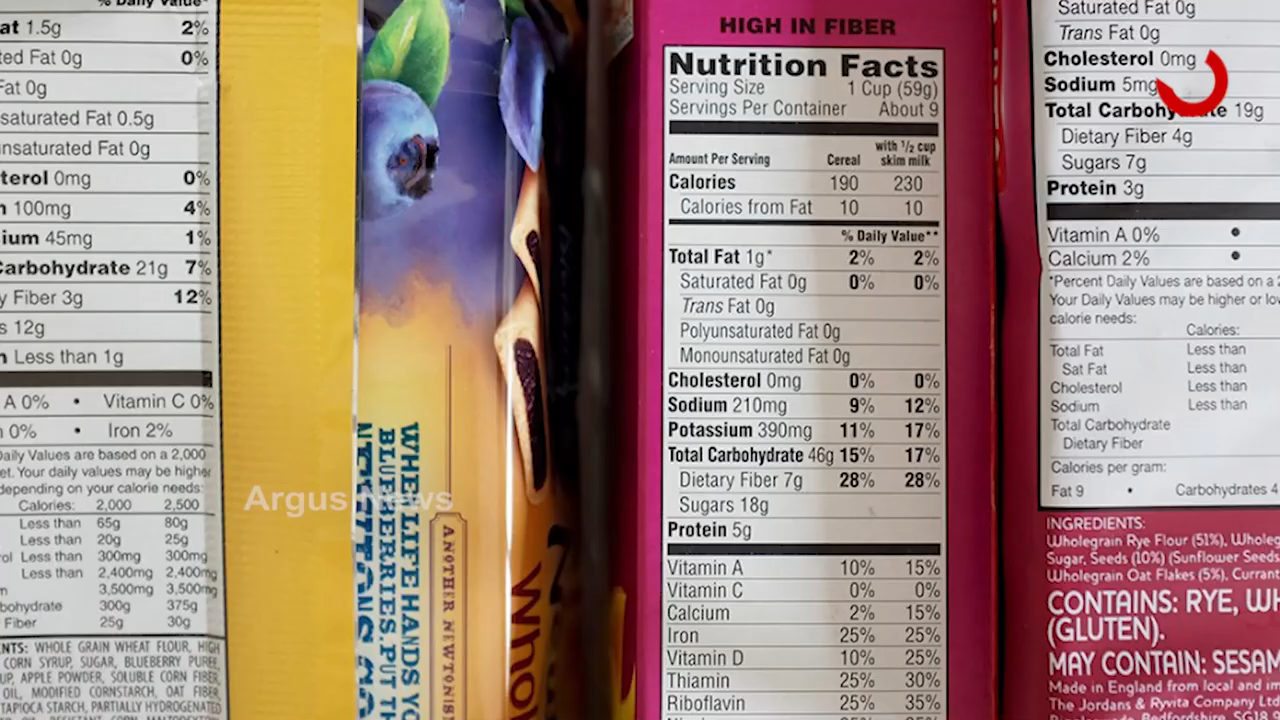 % Daily Value*
at 1.5g 2%
ted Fat 0g 0%
Fat 0g
saturated Fat 0.5g
nsaturated Fat 0g
terol 0mg 0%
100mg 4%
ium 45mg 1%
Carbohydrate 21g 7%
y Fiber 3g 12%
s 12g
n Less than 1g
A 0% • Vitamin C 0%
0% • Iron 2%
Daily Values are based on a 2,000
et. Your daily values may be higher
depending on your calorie needs:
Calories: 2,000 2,500
Less than 65g 80g
Less than 20g 25g
rol Less than 300mg 300mg
Less than 2,400mg 2,400mg
3,500mg 3,500mg
bohydrate 300g 375g
Fiber 25g 30g
NTS: WHOLE GRAIN WHEAT FLOUR, HIGH
CORN SYRUP, SUGAR, BLUEBERRY PUREE,
UP, APPLE POWDER, SOLUBLE CORN FIBER,
OIL, MODIFIED CORNSTARCH, OAT FIBER,
TAPIOCA STARCH, PARTIALLY HYDROGENATED
Argus News
WHEN LIFE HANDS YO
BLUEBERRIES, PUT TH
ANOTHER NEWTONISM
Whol
HIGH IN FIBER
Nutrition Facts
Serving Size 1 Cup (59g)
Servings Per Container About 9
Amount Per Serving Cereal with 1/2 cup skim milk
Calories 190 230
Calories from Fat 10 10
% Daily Value**
Total Fat 1g* 2% 2%
Saturated Fat 0g 0% 0%
Trans Fat 0g
Polyunsaturated Fat 0g
Monounsaturated Fat 0g
Cholesterol 0mg 0% 0%
Sodium 210mg 9% 12%
Potassium 390mg 11% 17%
Total Carbohydrate 46g 15% 17%
Dietary Fiber 7g 28% 28%
Sugars 18g
Protein 5g
Vitamin A 10% 15%
Vitamin C 0% 0%
Calcium 2% 15%
Iron 25% 25%
Vitamin D 10% 25%
Thiamin 25% 30%
Riboflavin 25% 35%
Saturated Fat 0g
Trans Fat 0g
Cholesterol 0mg
Sodium 5mg
Total Carbohydrate 19g
Dietary Fiber 4g
Sugars 7g
Protein 3g
Vitamin A 0% •
Calcium 2% •
*Percent Daily Values are based on a 2
Your Daily Values may be higher or low
calorie needs:
Calories:
Total Fat Less than
Sat Fat Less than
Cholesterol Less than
Sodium Less than
Total Carbohydrate
Dietary Fiber
Calories per gram:
Fat 9 • Carbohydrates 4
INGREDIENTS:
Wholegrain Rye Flour (51%), Wholeg
Sugar, Seeds (10%) (Sunflower Seeds
Wholegrain Oat Flakes (5%), Currant
CONTAINS: RYE, WH
(GLUTEN).
MAY CONTAIN: SESAM
Made in England from local and im
The Jordans & Ryvita Company Ltd